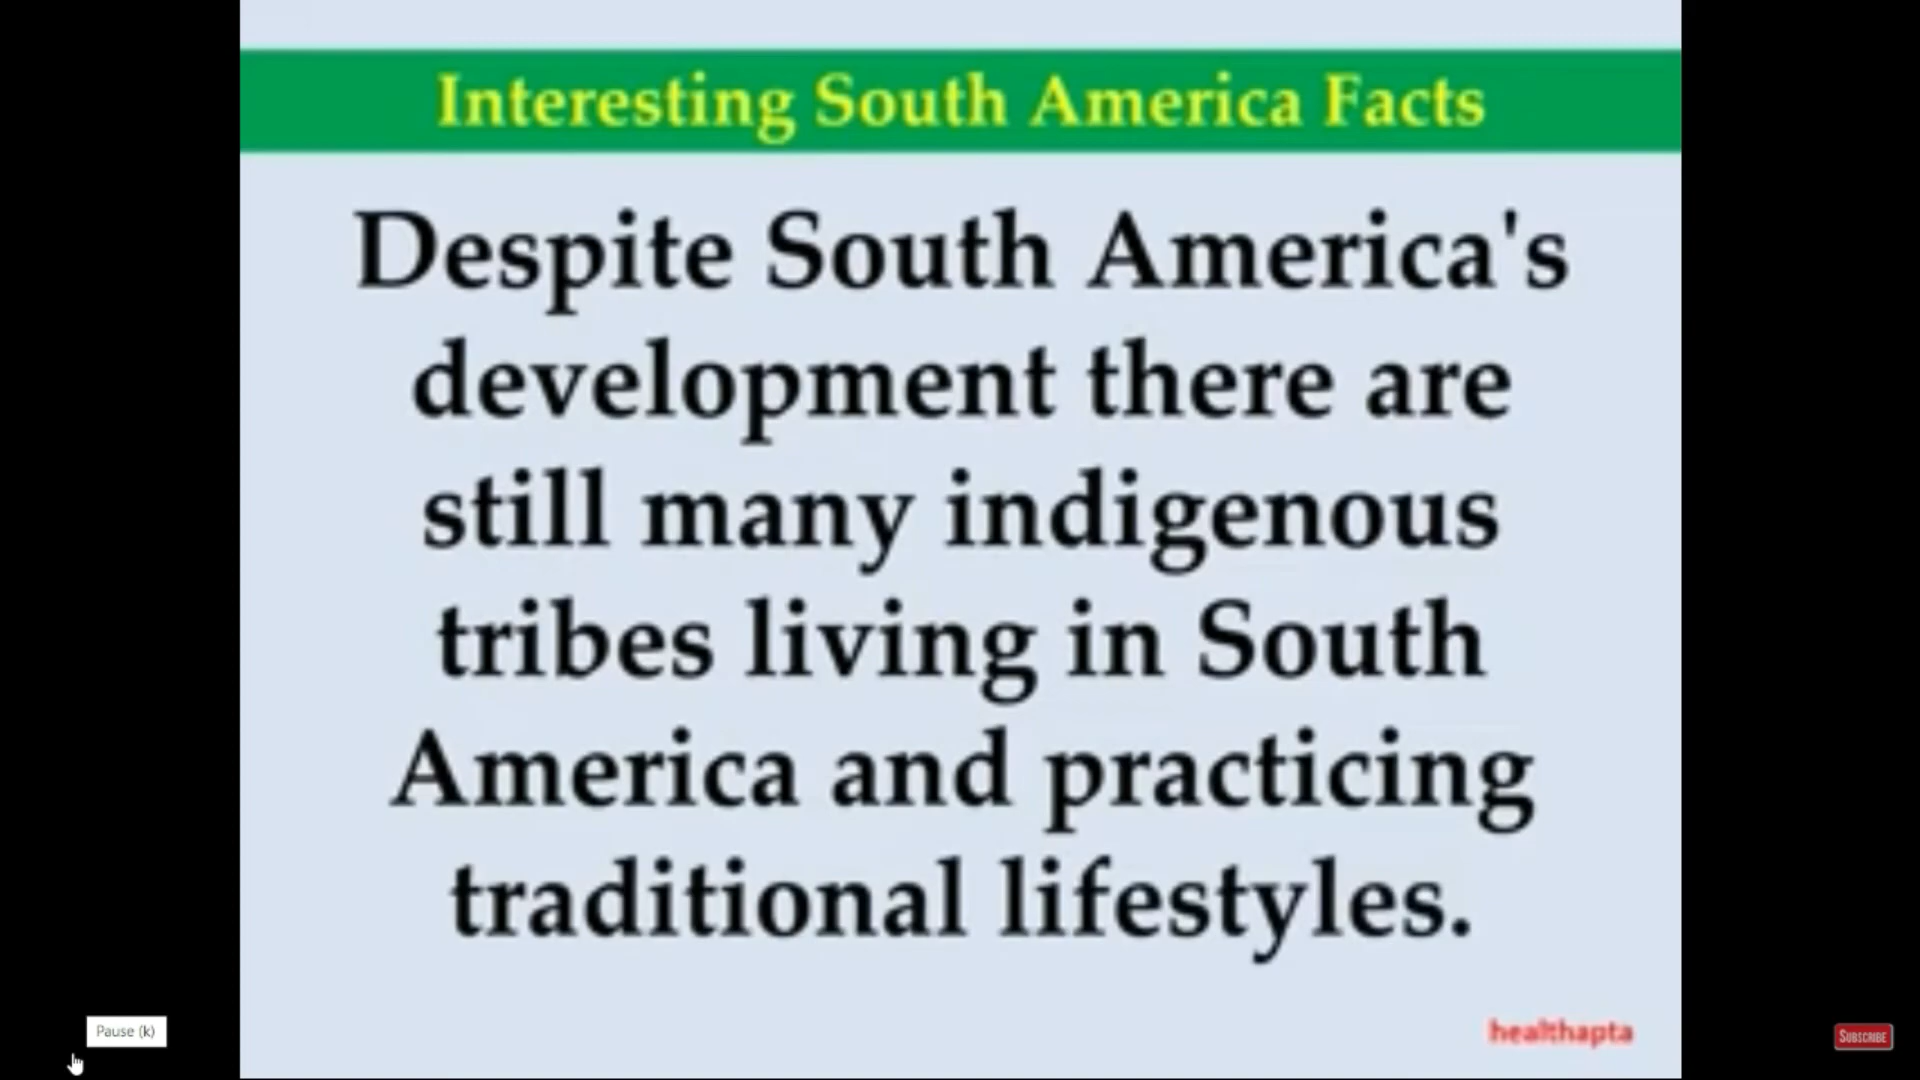 Interesting South America Facts
Despite South America's
development there are
still many indigenous
tribes living in South
America and practicing
traditional lifestyles.
healthapta
Pause (k)
SUBSCRIBE